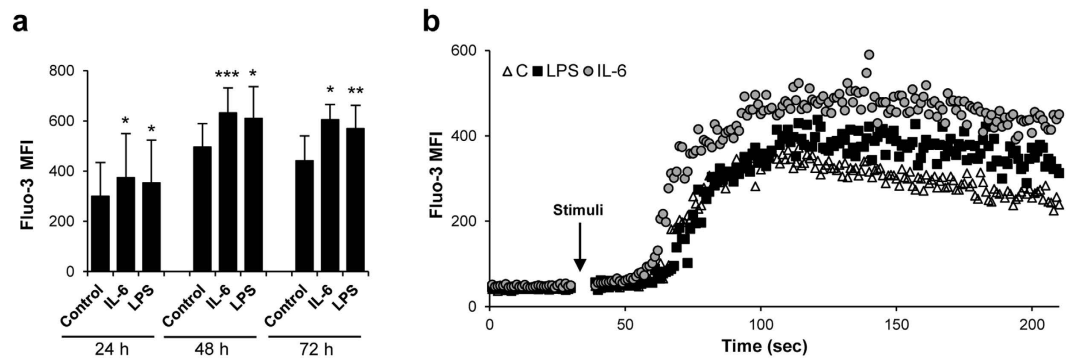 a
Fluo-3 MFI
800
600
400
200
0
* * *** * * **
Control IL-6 LPS Control IL-6 LPS Control IL-6 LPS
24 h 48 h 72 h
b
Fluo-3 MFI
600
400
200
0
C LPS IL-6
Stimuli
0 50 100 150 200
Time (sec)